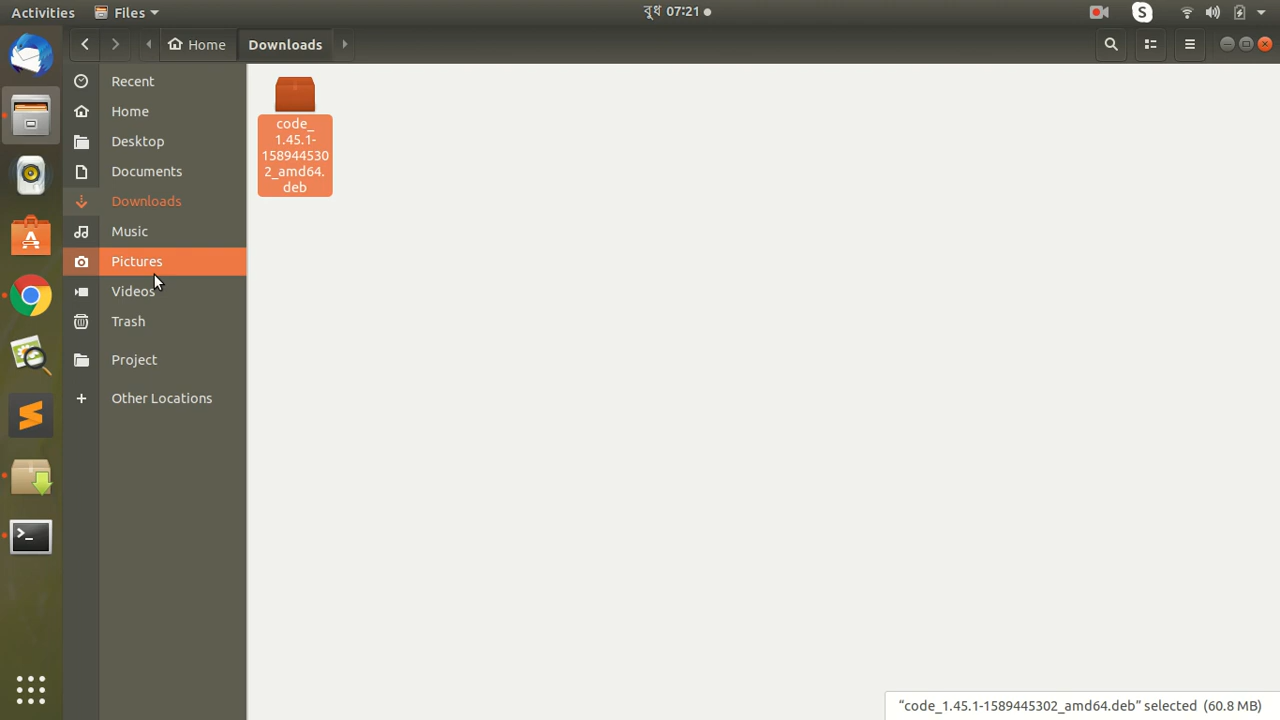 Activities
Files
বুধ 07:21
Home
Downloads
Recent
Home
Desktop
Documents
Downloads
Music
Pictures
Videos
Trash
Project
Other Locations
code_
1.45.1-
158944530
2_amd64.
deb
"code_1.45.1-1589445302_amd64.deb" selected (60.8 MB)